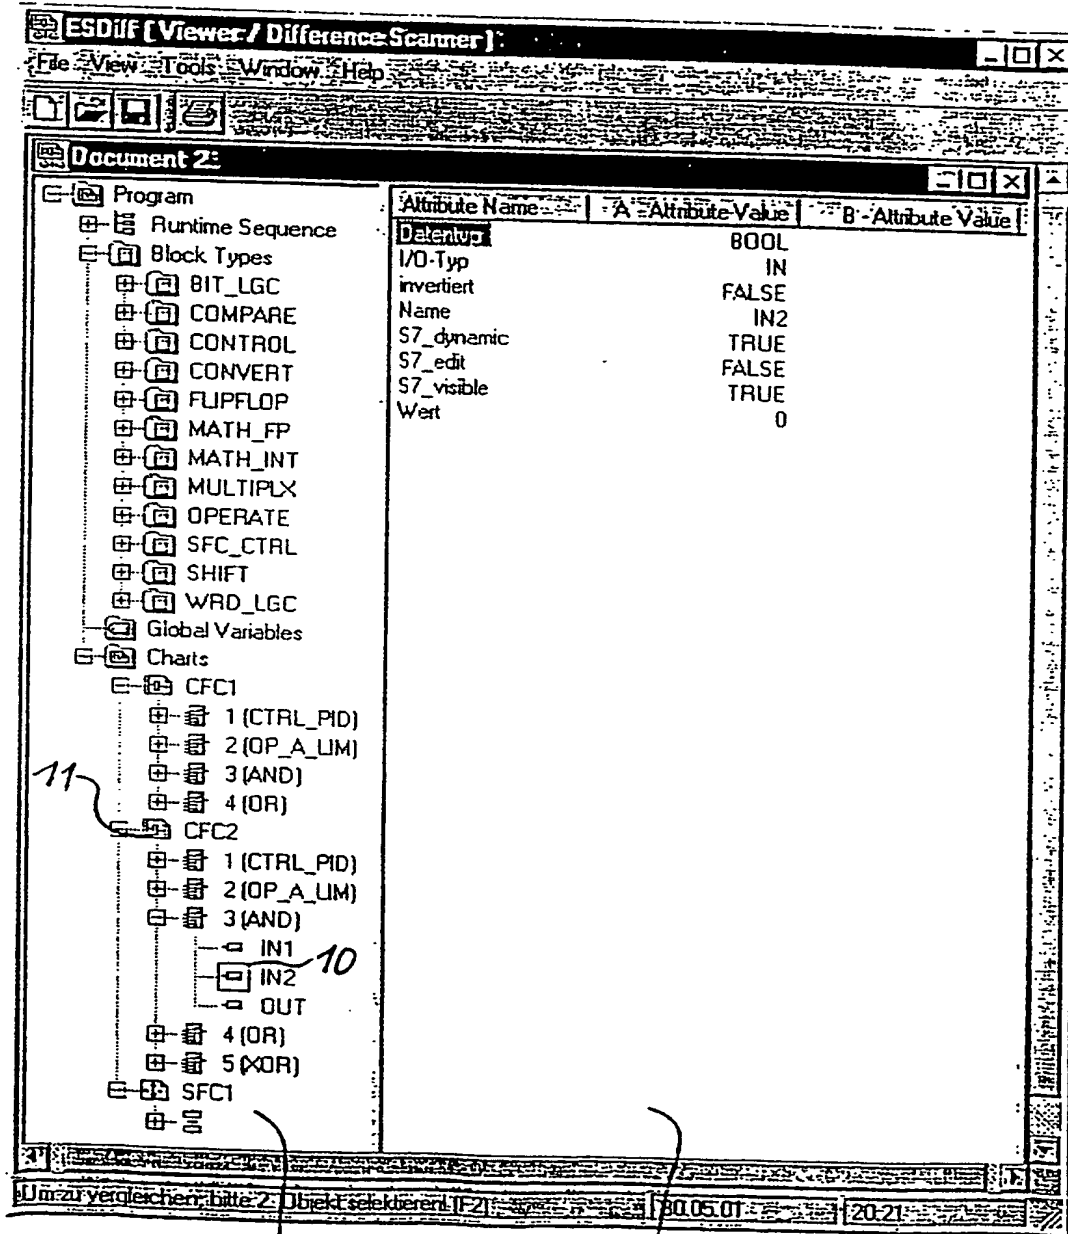 ESDiff [Viewer / Difference Scanner]
File View Tools Window Help
Document 2:
Program
Runtime Sequence
Block Types
BIT_LGC
COMPARE
CONTROL
CONVERT
FLIPFLOP
MATH_FP
MATH_INT
MULTIPLX
OPERATE
SFC_CTRL
SHIFT
WRD_LGC
Global Variables
Charts
CFC1
1 (CTRL_PID)
2 (OP_A_LIM)
3 (AND)
4 (OR)
11
CFC2
1 (CTRL_PID)
2 (OP_A_LIM)
3 (AND)
IN1
10
IN2
OUT
4 (OR)
5 (XOR)
SFC1
Attribute Name A - Attribute Value B - Attribute Value
Datentyp BOOL
I/O-Typ IN
invertiert FALSE
Name IN2
S7_dynamic TRUE
S7_edit FALSE
S7_visible TRUE
Wert 0
Um zu vergleichen, bitte 2. Objekt selektieren! (F2) 30.05.01 20:21